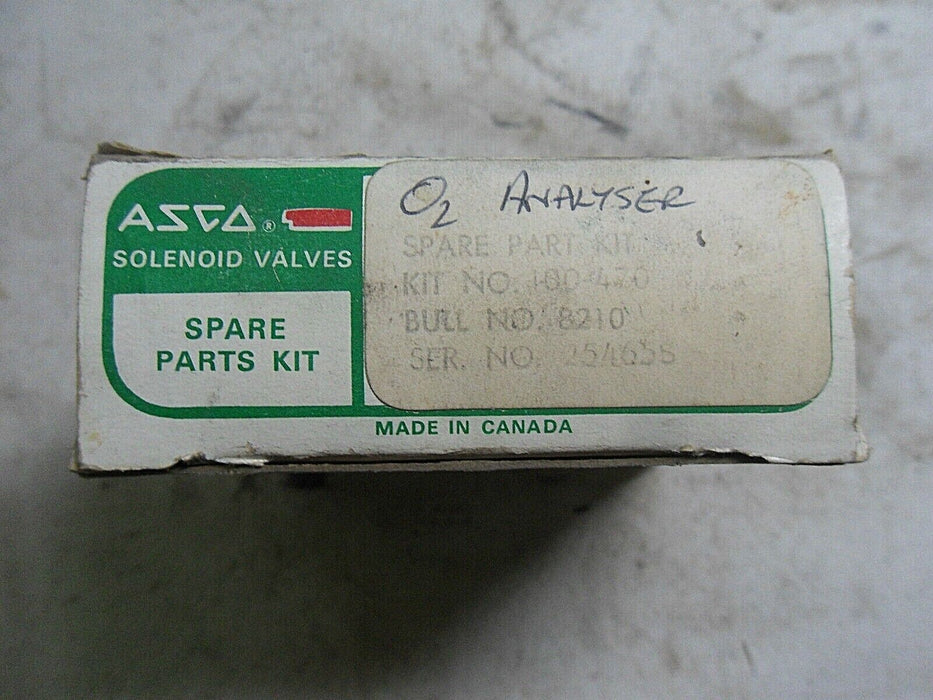 ASCO®
SOLENOID VALVES
SPARE
PARTS KIT
O₂ ANALYSER
SPARE PART KIT
KIT NO.
BULL NO. 8210
SER. NO.
MADE IN CANADA